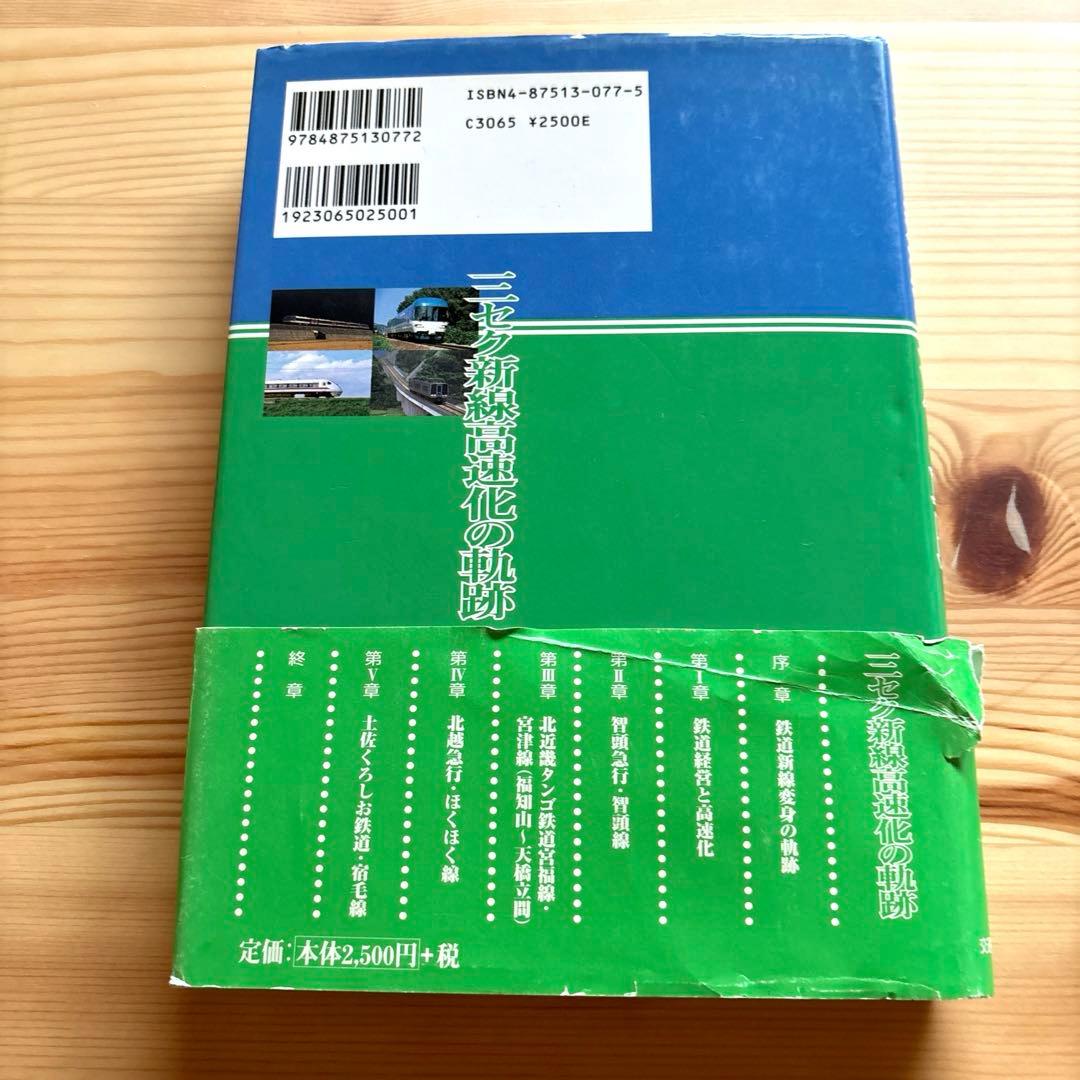 ISBN4-87513-077-5
C3065 ¥2500E
9784875130772
1923065025001
三セク新線高速化の軌跡
三セク新線高速化の軌跡
序章 鉄道新線変身の軌跡
第Ⅰ章 鉄道経営と高速化
第Ⅱ章 智頭急行・智頭線
第Ⅲ章 北近畿タンゴ鉄道宮福線・
宮津線(福知山〜天橋立間)
第Ⅳ章 北越急行・ほくほく線
第Ⅴ章 土佐くろしお鉄道・宿毛線
終章
定価:本体2,500円+税